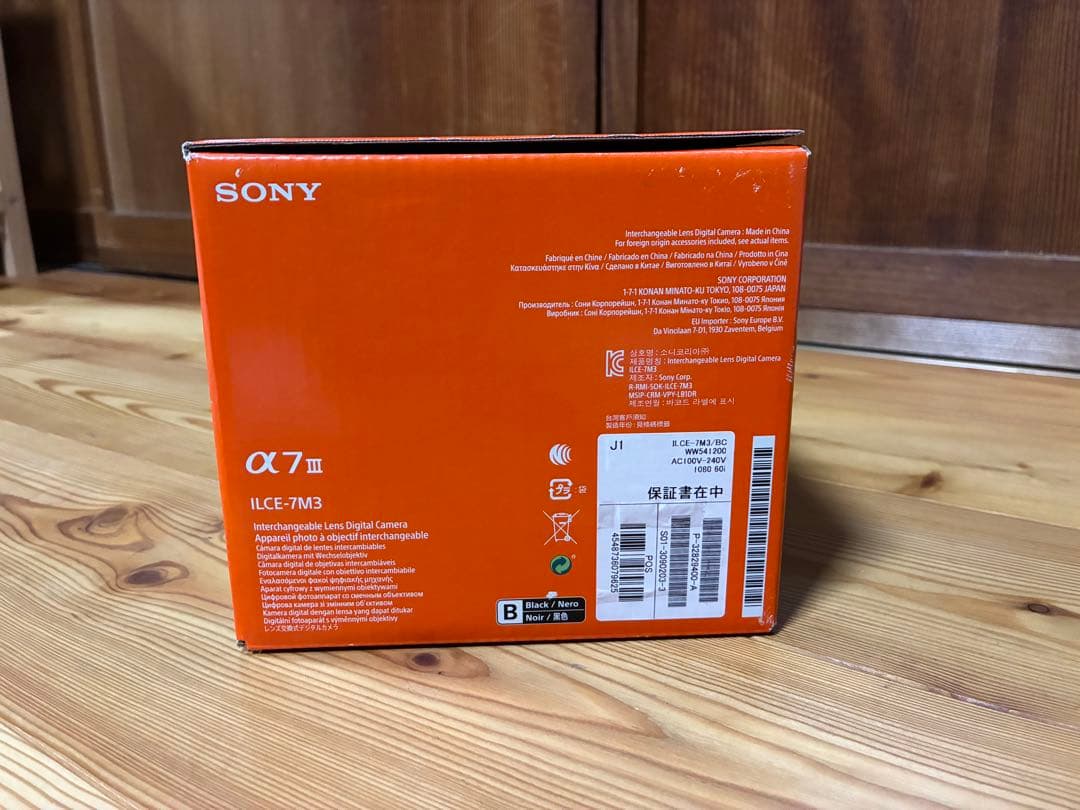 SONY
Interchangeable Lens Digital Camera : Made in China
For foreign origin accessories included, see actual items.
Fabriqué en Chine / Fabricado en China / Fabricado na China / Prodotto in Cina
Κατασκευάστηκε στην Κίνα / Сделано в Китае / Виготовлено в Китаї / Vyrobeno v Číně
SONY CORPORATION
1-7-1 KONAN MINATO-KU TOKYO, 108-0075 JAPAN
Производитель : Сони Корпорейшн, 1-7-1 Конан Минато-ку Токио, 108-0075 Япония
Виробник : Соні Корпорейшн, 1-7-1 Конан Мінато-ку Токіо, 108-0075 Японія
EU Importer : Sony Europe B.V.
Da Vincilaan 7-D1, 1930 Zaventem, Belgium
상호명 : 소니코리아㈜
제품명칭 : Interchangeable Lens Digital Camera
ILCE-7M3
제조자 : Sony Corp.
R-RMI-SOK-ILCE-7M3
MSIP-CRM-VPY-LB1DR
제조연월 : 바코드 라벨에 표시
台灣客戶須知
製造年份 : 見條碼標籤
α7III
ILCE-7M3
Interchangeable Lens Digital Camera
Appareil photo à objectif interchangeable
Cámara digital de lentes intercambiables
Digitalkamera mit Wechselobjektiv
Câmara digital de objetivas intercambiáveis
Fotocamera digitale con obiettivo intercambiabile
Εναλασσόμενοι φακοί ψηφιακής μηχανής
Aparat cyfrowy z wymiennymi obiektywami
Цифровой фотоаппарат со сменным объективом
Цифрова камера зі змінним об'єктивом
Kamera digital dengan lensa yang dapat ditukar
Digitální fotoaparát s výměnnými objektivy
レンズ交換式デジタルカメラ
プラ : 袋
B Black / Nero
Noir / 黒色
J1
ILCE-7M3/BC
WW541200
AC100V-240V
1080 60i
保証書在中
POS
4548736079625
S01-3090203-3
P-32829400-A